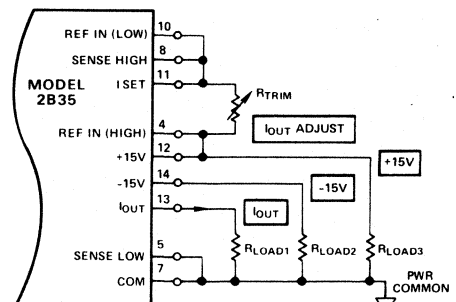 REF IN (LOW) 10
SENSE HIGH 8
I SET 11
MODEL
2B35
RTRIM
REF IN (HIGH) 4
IOUT ADJUST
+15V 12
+15V
-15V 14
-15V
IOUT 13
IOUT
SENSE LOW 5
RLOAD1 RLOAD2 RLOAD3
COM 7
PWR
COMMON